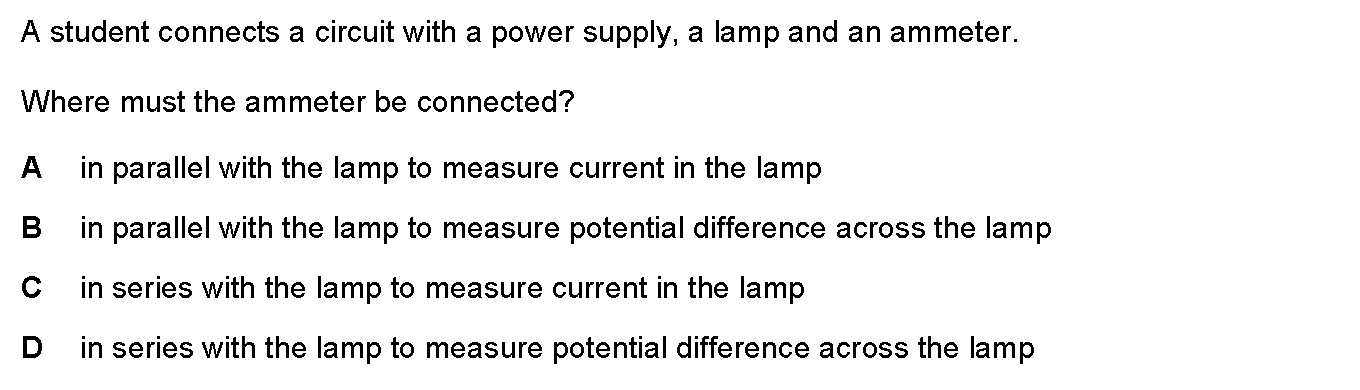 A student connects a circuit with a power supply, a lamp and an ammeter.
Where must the ammeter be connected?
A in parallel with the lamp to measure current in the lamp
B in parallel with the lamp to measure potential difference across the lamp
C in series with the lamp to measure current in the lamp
D in series with the lamp to measure potential difference across the lamp